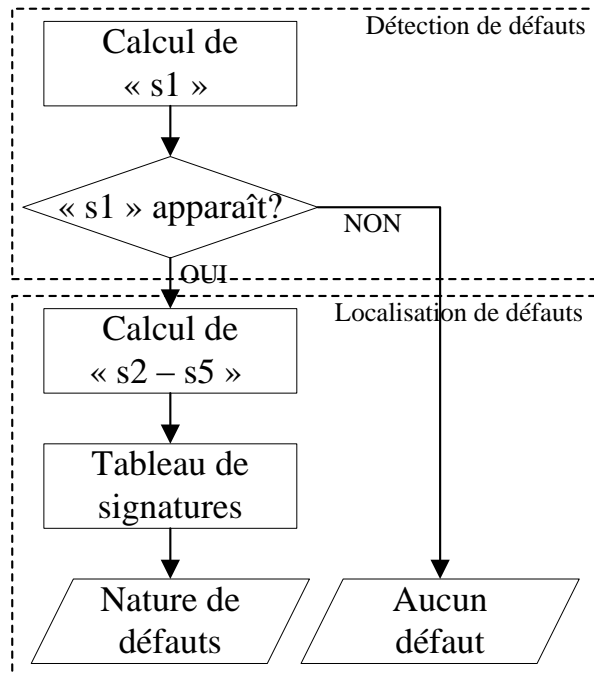 Détection de défauts
Calcul de
« s1 »
« s1 » apparaît?
NON
OUI
Localisation de défauts
Calcul de
« s2 – s5 »
Tableau de
signatures
Nature de
défauts
Aucun
défaut